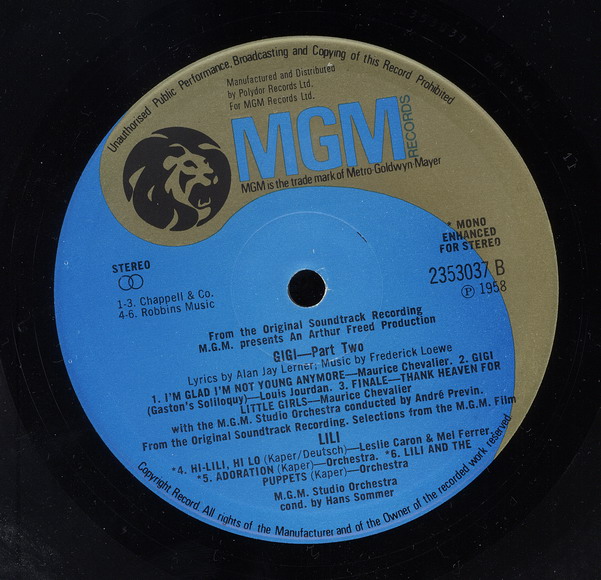 Unauthorised Public Performance, Broadcasting and Copying of this Record Prohibited
Manufactured and Distributed
by Polydor Records Ltd.
For MGM Records Ltd.
MGM
RECORDS
MGM is the trade mark of Metro-Goldwyn-Mayer
* MONO
ENHANCED
FOR STEREO
STEREO
2353037 B
Ⓟ 1958
1-3. Chappell & Co.
4-6. Robbins Music
From the Original Soundtrack Recording
M.G.M. presents An Arthur Freed Production
GIGI—Part Two
Lyrics by Alan Jay Lerner; Music by Frederick Loewe
1. I'M GLAD I'M NOT YOUNG ANYMORE—Maurice Chevalier. 2. GIGI
(Gaston's Soliloquy)—Louis Jourdan. 3. FINALE—THANK HEAVEN FOR
LITTLE GIRLS—Maurice Chevalier
with the M.G.M. Studio Orchestra conducted by André Previn.
From the Original Soundtrack Recording. Selections from the M.G.M. Film
LILI
*4. HI-LILI, HI LO (Kaper/Deutsch)—Leslie Caron & Mel Ferrer.
*5. ADORATION (Kaper)—Orchestra. *6. LILI AND THE
PUPPETS (Kaper)—Orchestra
M.G.M. Studio Orchestra
cond. by Hans Sommer
Copyright Record. All rights of the Manufacturer and of the Owner of the recorded work reserved